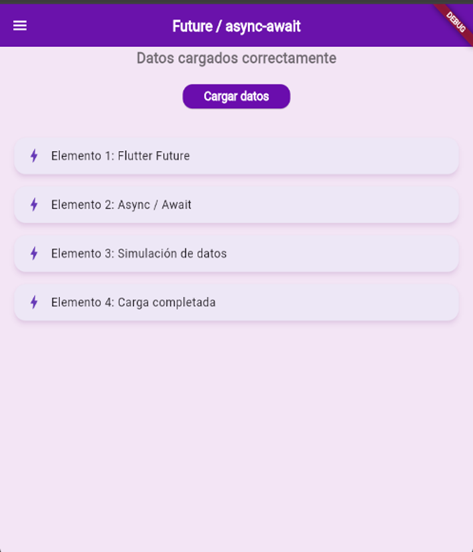 Future / async-await
DEBUG
Datos cargados correctamente
Cargar datos
Elemento 1: Flutter Future
Elemento 2: Async / Await
Elemento 3: Simulación de datos
Elemento 4: Carga completada